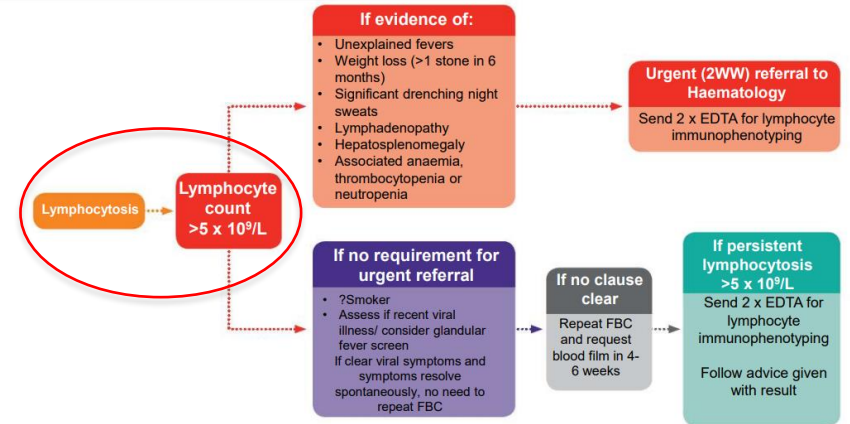 Lymphocytosis
Lymphocyte
count
>5 x 10⁹/L
If evidence of:
• Unexplained fevers
• Weight loss (>1 stone in 6
months)
• Significant drenching night
sweats
• Lymphadenopathy
• Hepatosplenomegaly
• Associated anaemia,
thrombocytopenia or
neutropenia
Urgent (2WW) referral to
Haematology
Send 2 x EDTA for lymphocyte
immunophenotyping
If no requirement for
urgent referral
• ?Smoker
• Assess if recent viral
illness/ consider glandular
fever screen
If clear viral symptoms and
symptoms resolve
spontaneously, no need to
repeat FBC
If no clause
clear
Repeat FBC
and request
blood film in 4-
6 weeks
If persistent
lymphocytosis
>5 x 10⁹/L
Send 2 x EDTA for
lymphocyte
immunophenotyping
Follow advice given
with result